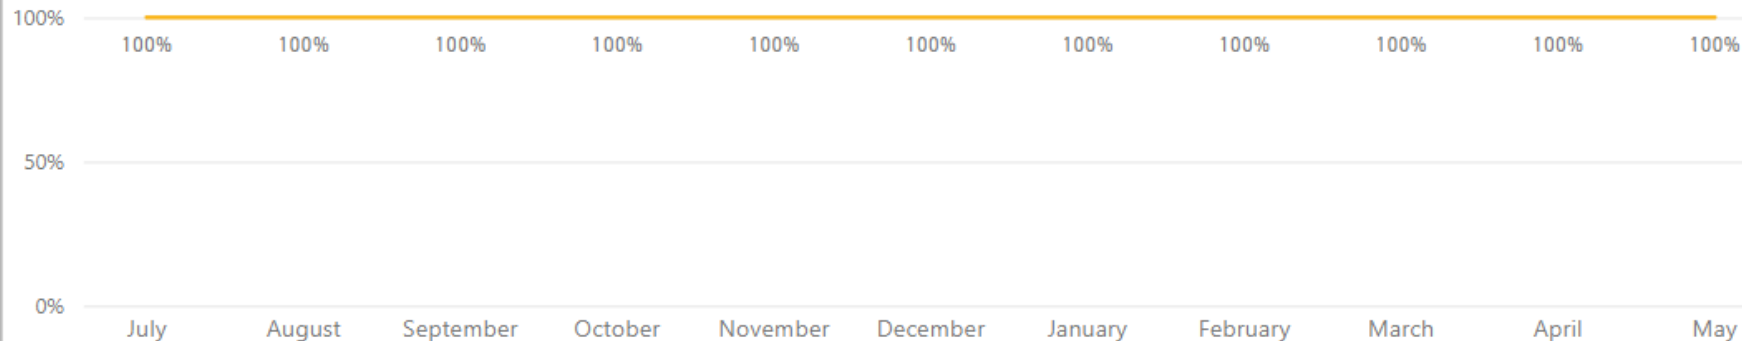 100%
100% 100% 100% 100% 100% 100% 100% 100% 100% 100% 100%
50%
0%
July August September October November December January February March April May